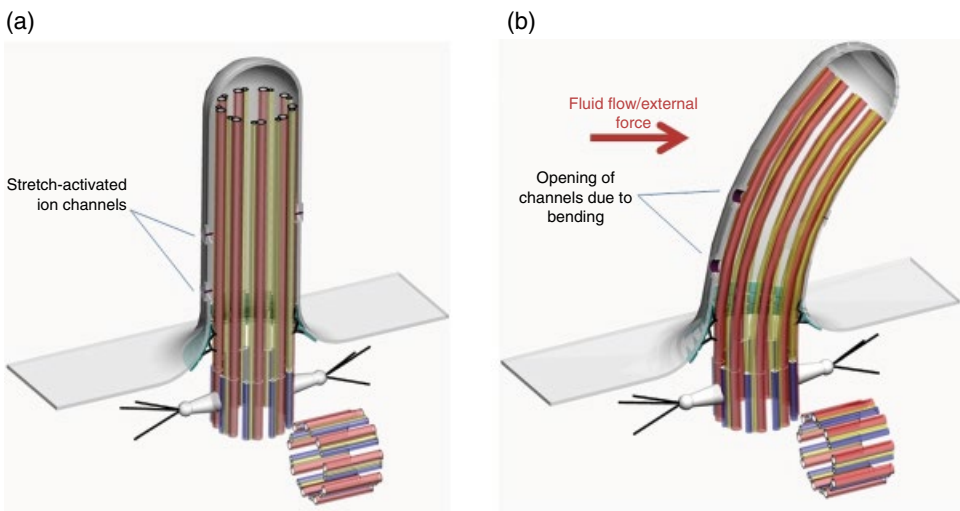 (a)
Stretch-activated
ion channels
(b)
Fluid flow/external
force
Opening of
channels due to
bending